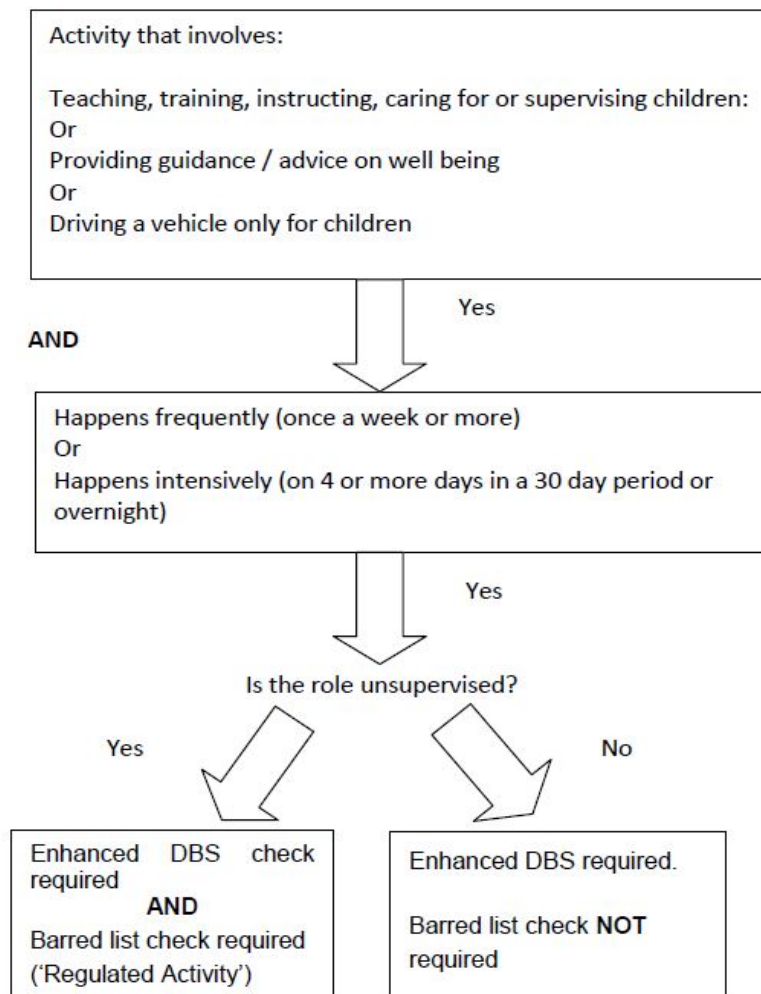 Activity that involves:
Teaching, training, instructing, caring for or supervising children:
Or
Providing guidance / advice on well being
Or
Driving a vehicle only for children
Yes
AND
Happens frequently (once a week or more)
Or
Happens intensively (on 4 or more days in a 30 day period or
overnight)
Yes
Is the role unsupervised?
Yes
No
Enhanced DBS check
required
AND
Barred list check required
(‘Regulated Activity’)
Enhanced DBS required.
Barred list check NOT
required